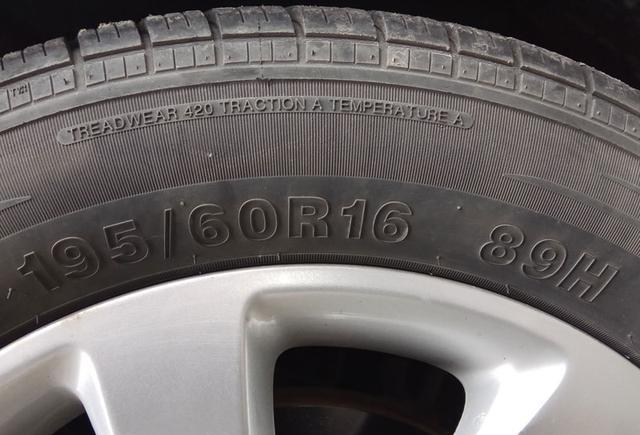 TREADWEAR 420 TRACTION A TEMPERATURE A
195/60R16 89H